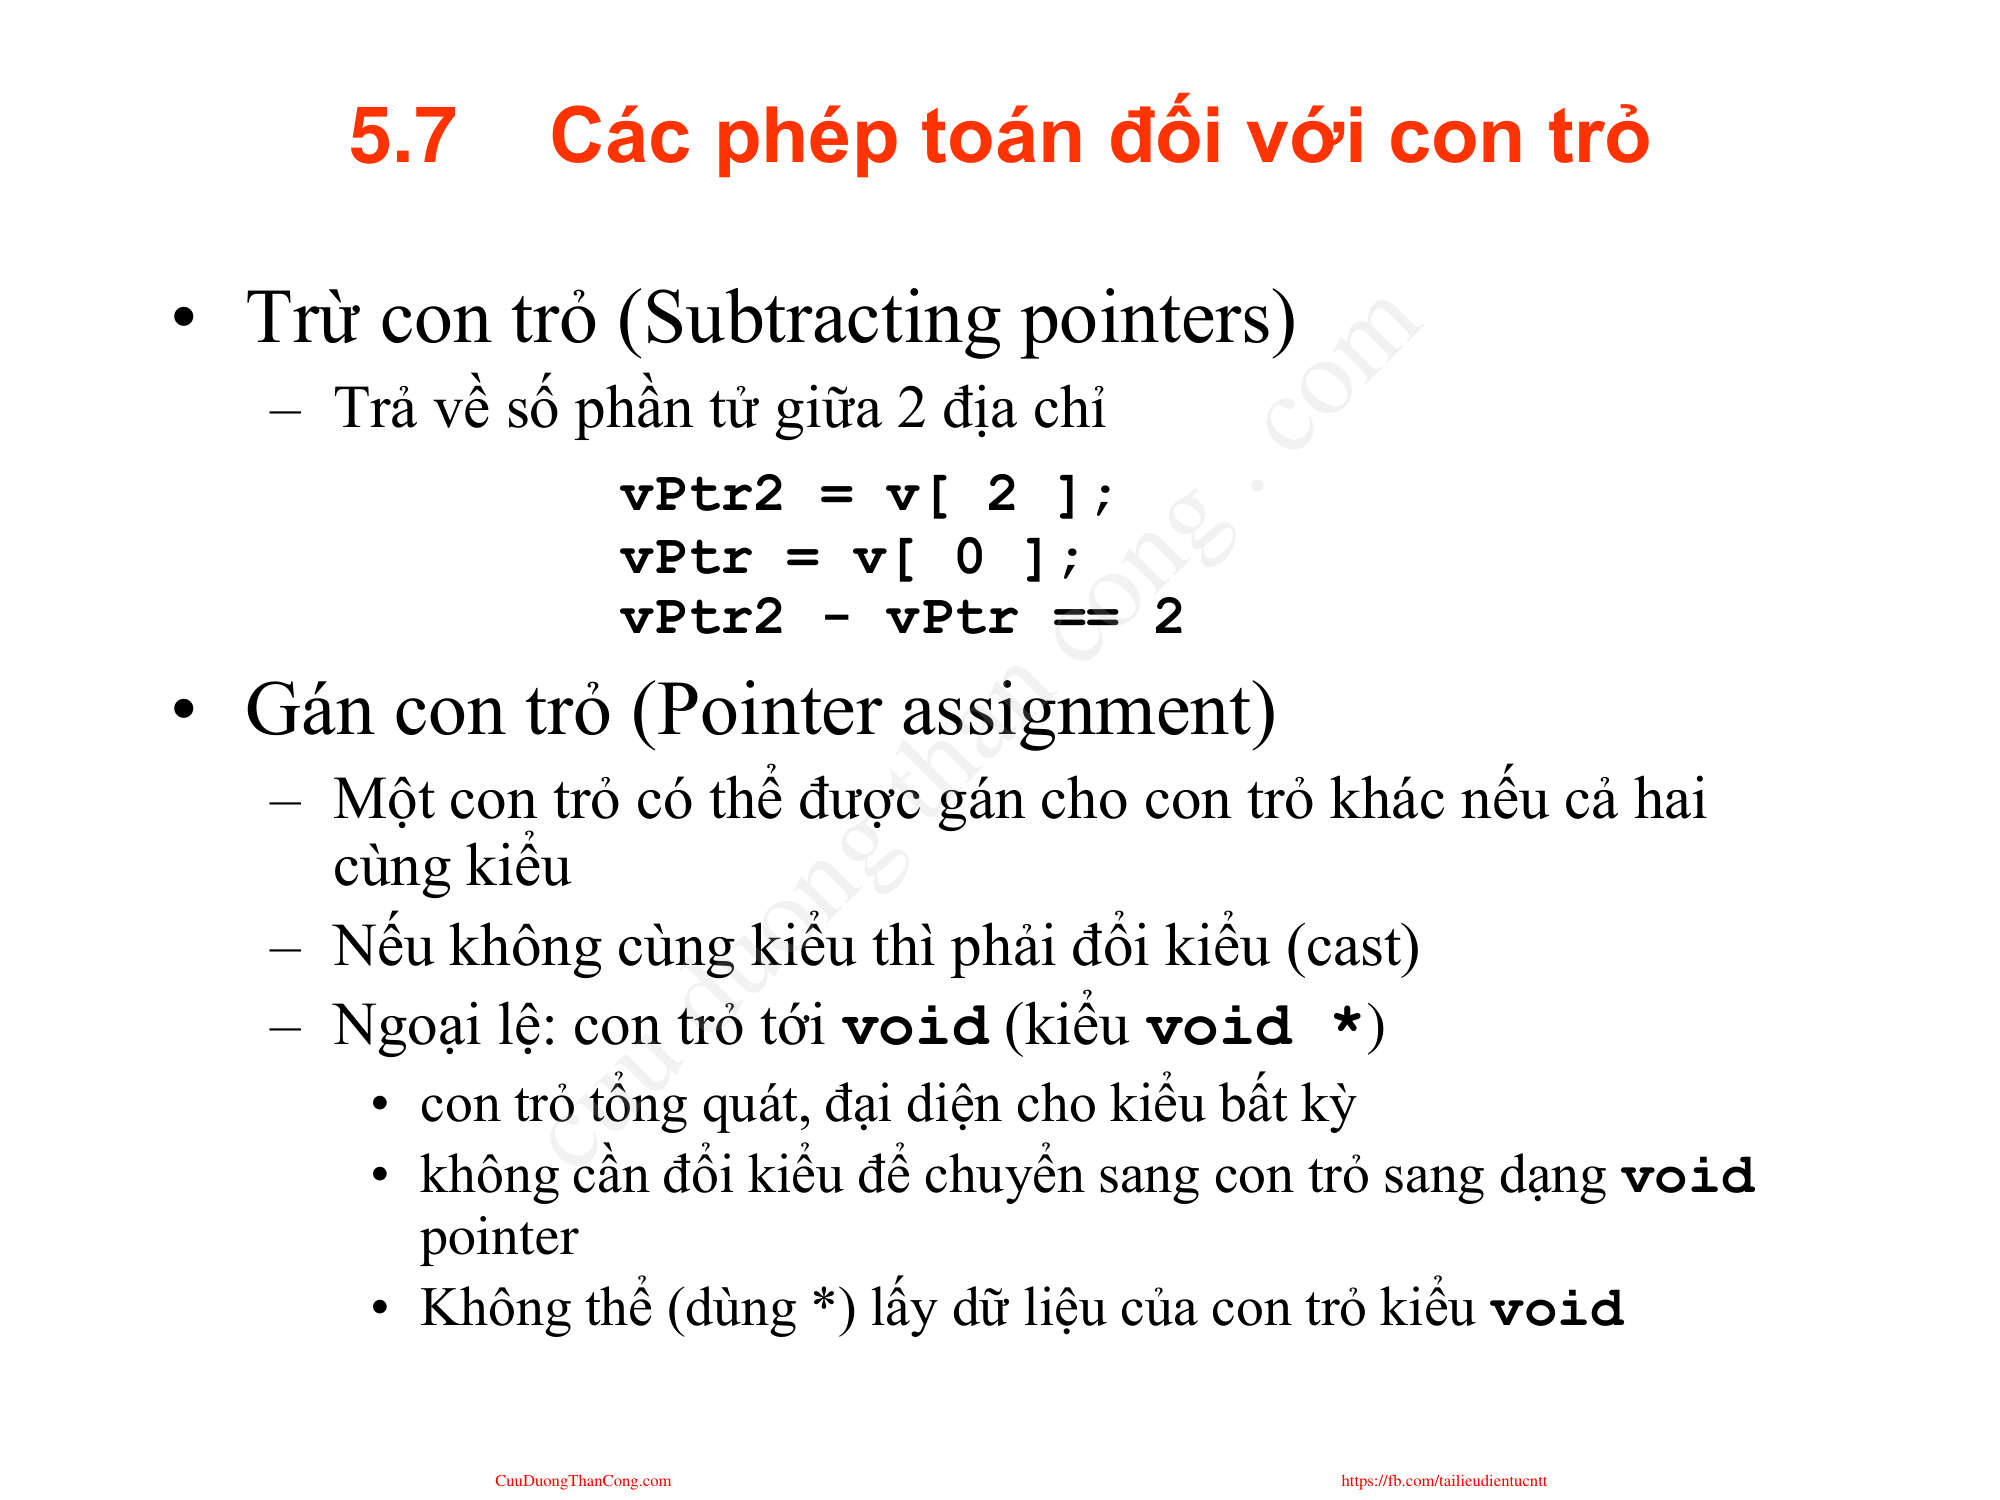 5.7 Các phép toán đối với con trỏ
• Trừ con trỏ (Subtracting pointers)
– Trả về số phần tử giữa 2 địa chỉ
vPtr2 = v[ 2 ];
vPtr = v[ 0 ];
vPtr2 - vPtr == 2
• Gán con trỏ (Pointer assignment)
– Một con trỏ có thể được gán cho con trỏ khác nếu cả hai
cùng kiểu
– Nếu không cùng kiểu thì phải đổi kiểu (cast)
– Ngoại lệ: con trỏ tới void (kiểu void *)
• con trỏ tổng quát, đại diện cho kiểu bất kỳ
• không cần đổi kiểu để chuyển sang con trỏ sang dạng void
pointer
• Không thể (dùng *) lấy dữ liệu của con trỏ kiểu void
cuu duong than cong . com
CuuDuongThanCong.com
https://fb.com/tailieudientucntt